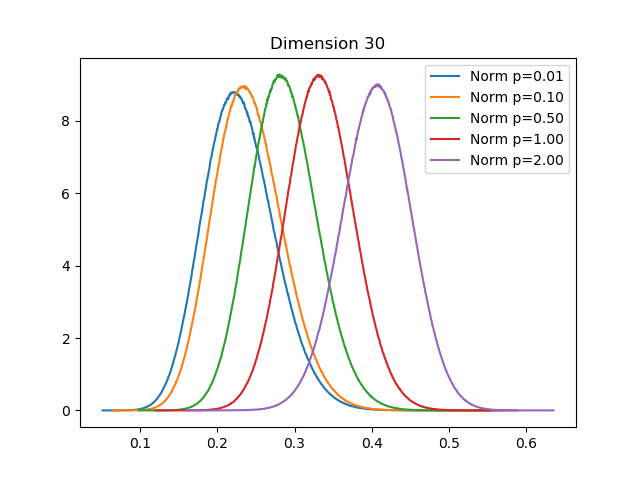 Dimension 30
Norm p=0.01
Norm p=0.10
Norm p=0.50
Norm p=1.00
Norm p=2.00
8
6
4
2
0
0.1 0.2 0.3 0.4 0.5 0.6